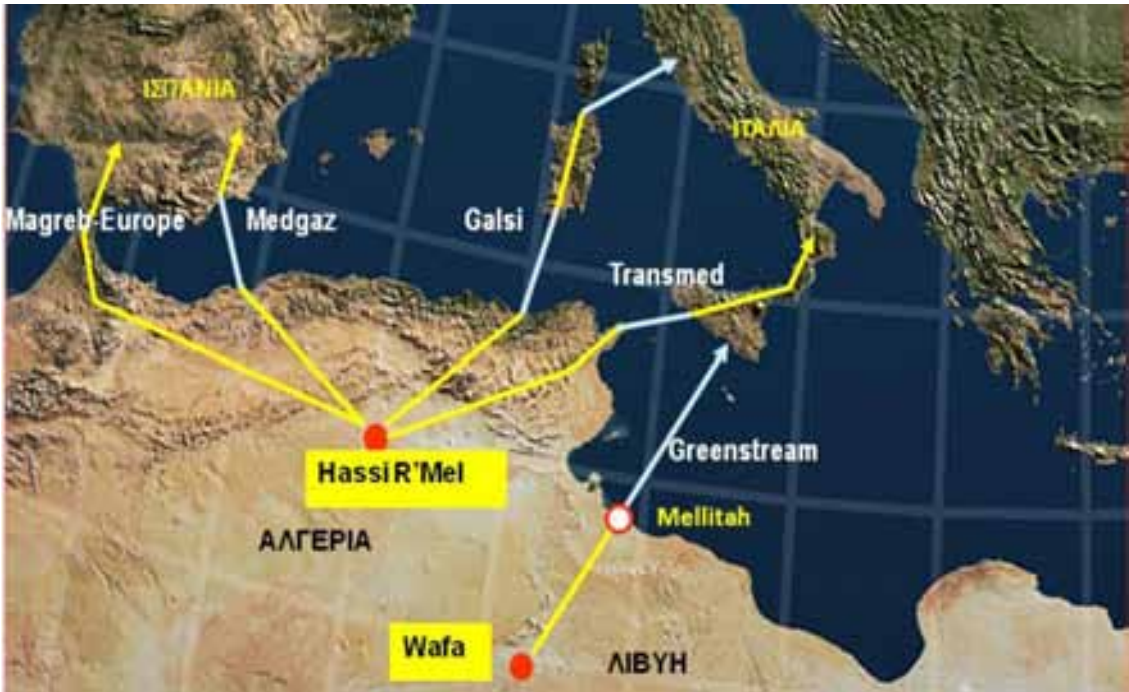 ΙΣΠΑΝΙΑ
ΙΤΑΛΙΑ
Magreb-Europe
Medgaz
Galsi
Transmed
Greenstream
Hassi R'Mel
Mellitah
ΑΛΓΕΡΙΑ
Wafa
ΛΙΒΥΗ